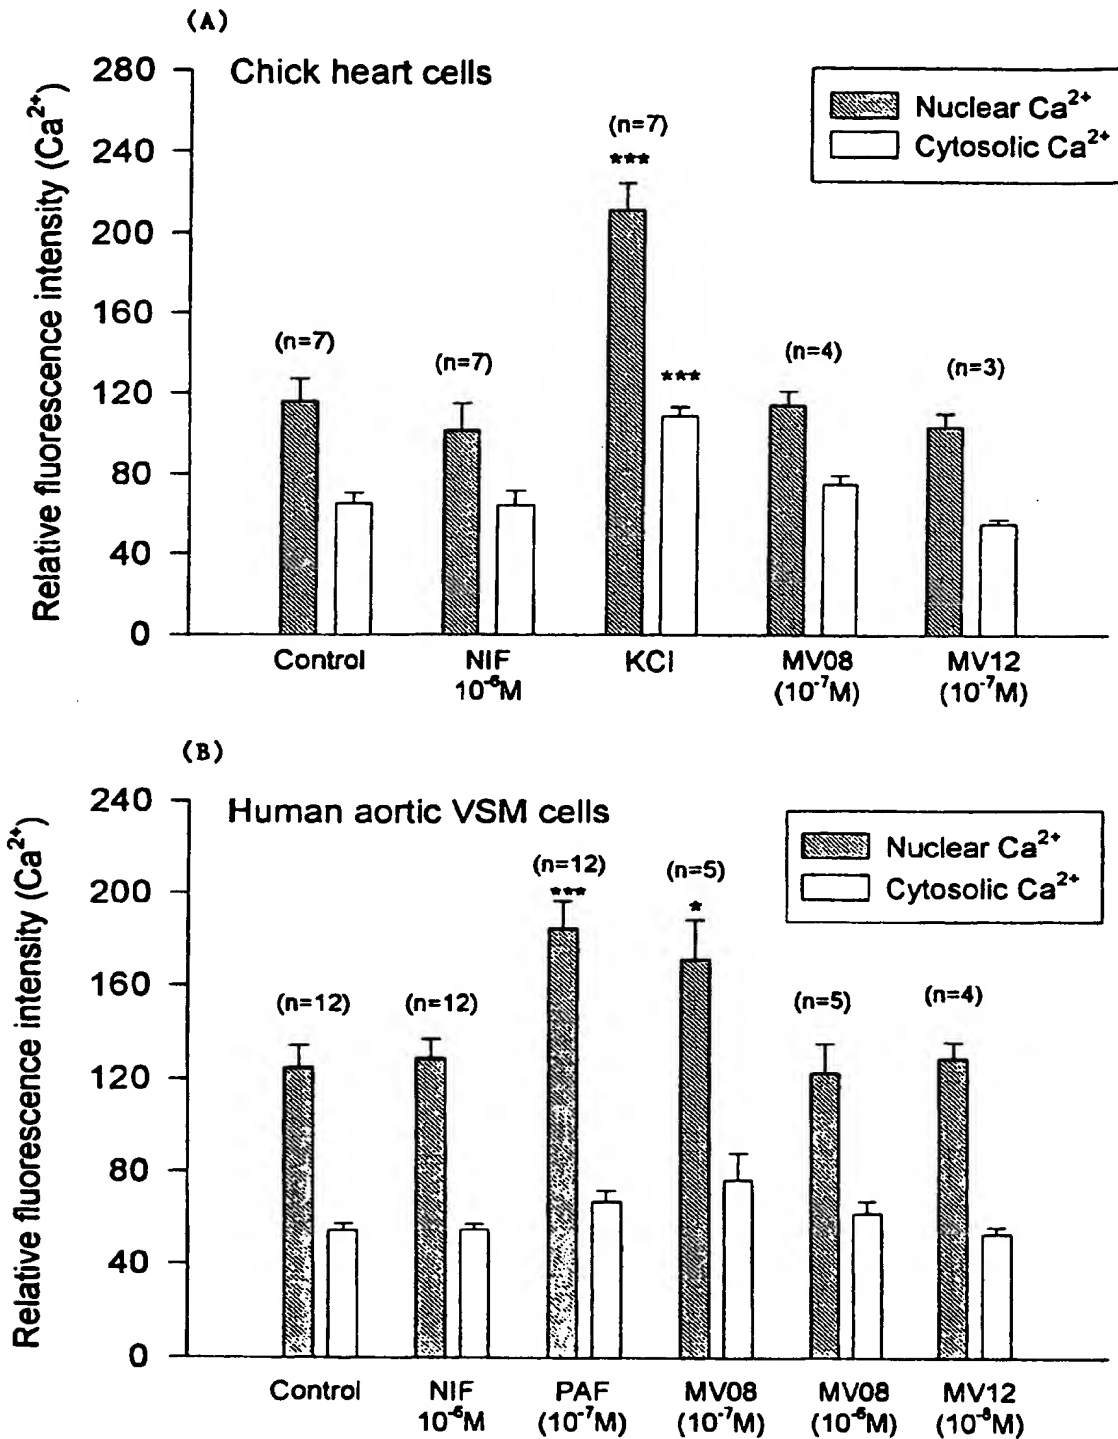 (A)
Chick heart cells
Relative fluorescence intensity (Ca²⁺)
280
240
200
160
120
80
40
0
Nuclear Ca²⁺
Cytosolic Ca²⁺
(n=7)
(n=7)
(n=7)
***
***
(n=4)
(n=3)
Control NIF KCl MV08 MV12
10⁻⁶M (10⁻⁷M) (10⁻⁷M)
(B)
Human aortic VSM cells
Relative fluorescence intensity (Ca²⁺)
240
200
160
120
80
40
0
Nuclear Ca²⁺
Cytosolic Ca²⁺
(n=12)
(n=12)
(n=12)
***
(n=5)
*
(n=5)
(n=4)
Control NIF PAF MV08 MV08 MV12
10⁻⁶M (10⁻⁷M) (10⁻⁷M) (10⁻⁶M)